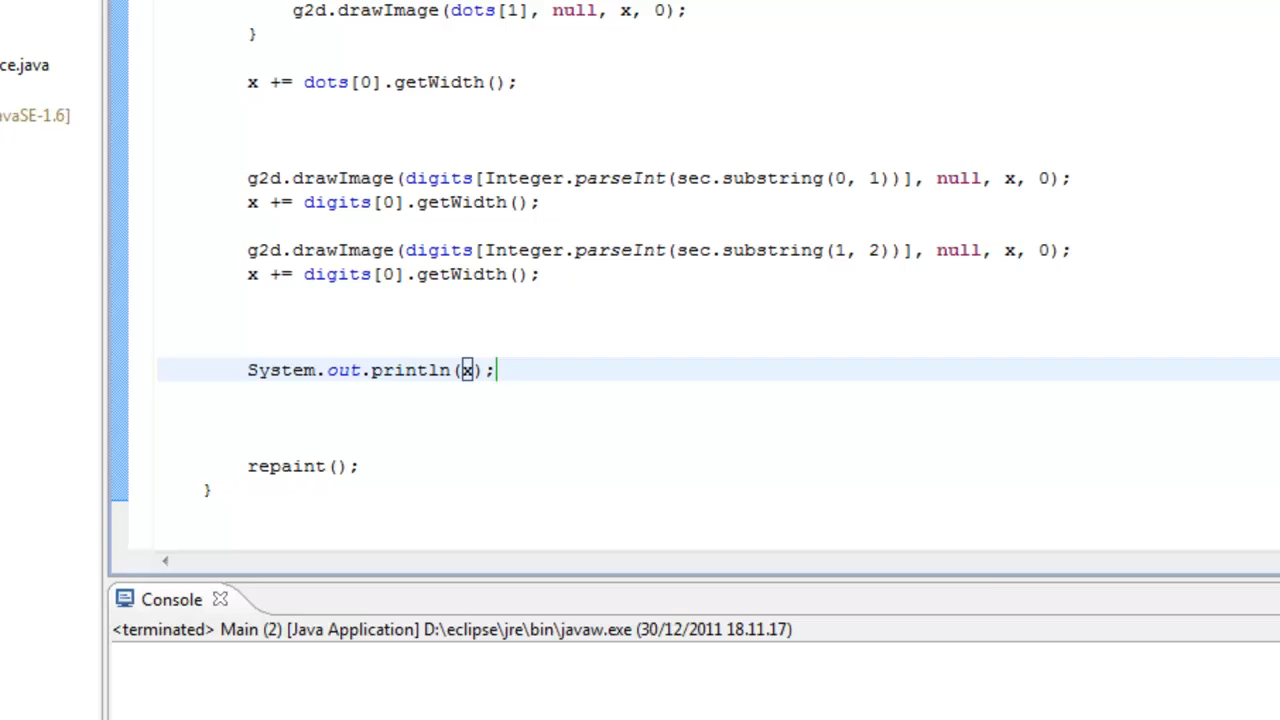 g2d.drawImage(dots[1], null, x, 0);
}
ce.java
x += dots[0].getWidth();
avaSE-1.6]
g2d.drawImage(digits[Integer.parseInt(sec.substring(0, 1))], null, x, 0);
x += digits[0].getWidth();
g2d.drawImage(digits[Integer.parseInt(sec.substring(1, 2))], null, x, 0);
x += digits[0].getWidth();
System.out.println(x);
repaint();
}
Console
<terminated> Main (2) [Java Application] D:\eclipse\jre\bin\javaw.exe (30/12/2011 18.11.17)